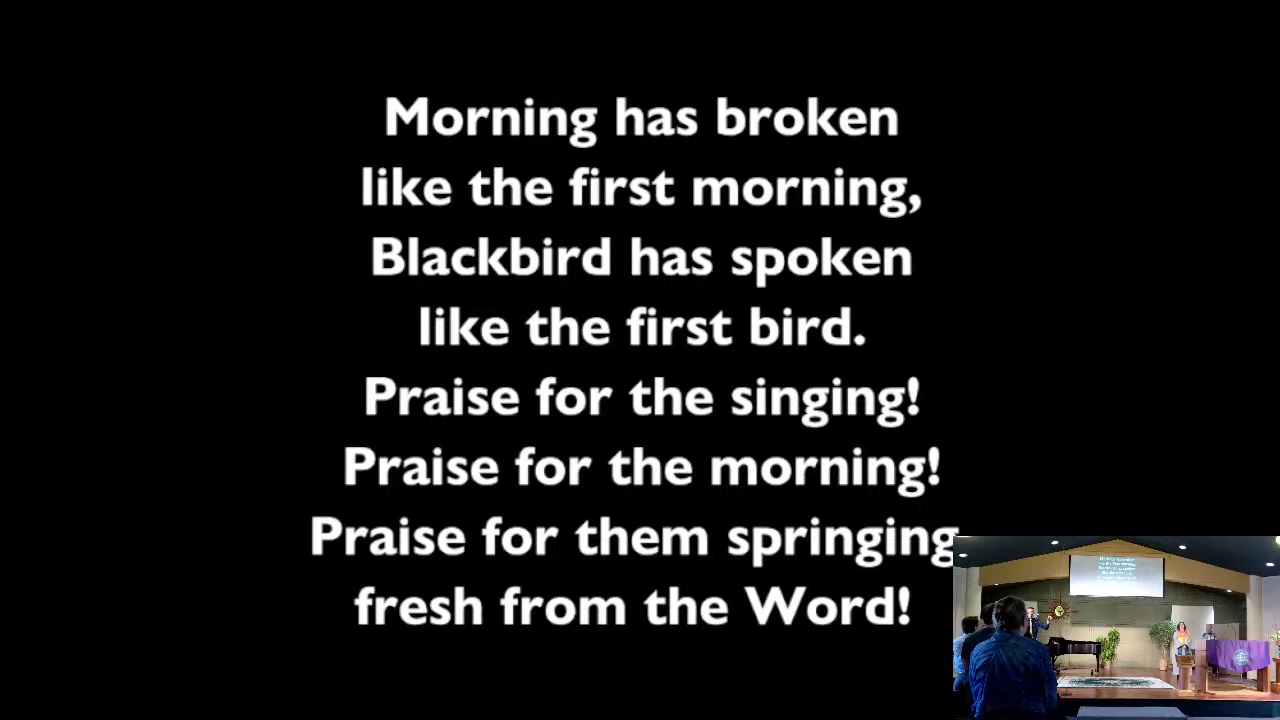 Morning has broken
like the first morning,
Blackbird has spoken
like the first bird.
Praise for the singing!
Praise for the morning!
Praise for them springing
fresh from the Word!